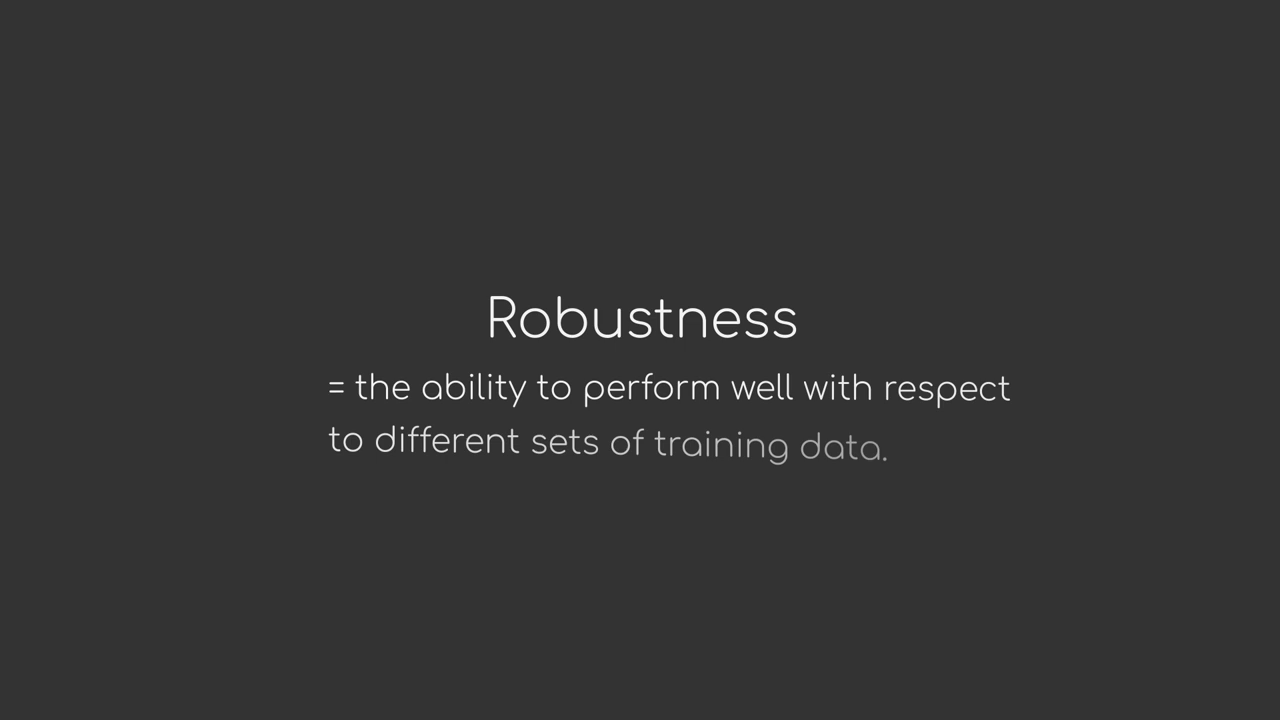 Robustness
= the ability to perform well with respect
to different sets of training data.